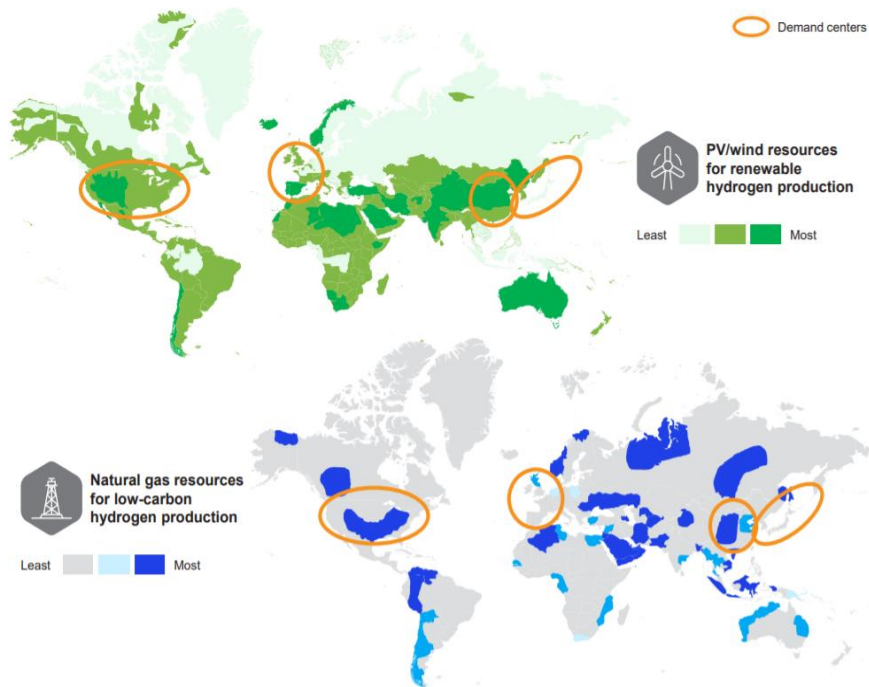 Demand centers
PV/wind resources
for renewable
hydrogen production
Least
Most
Natural gas resources
for low-carbon
hydrogen production
Least
Most